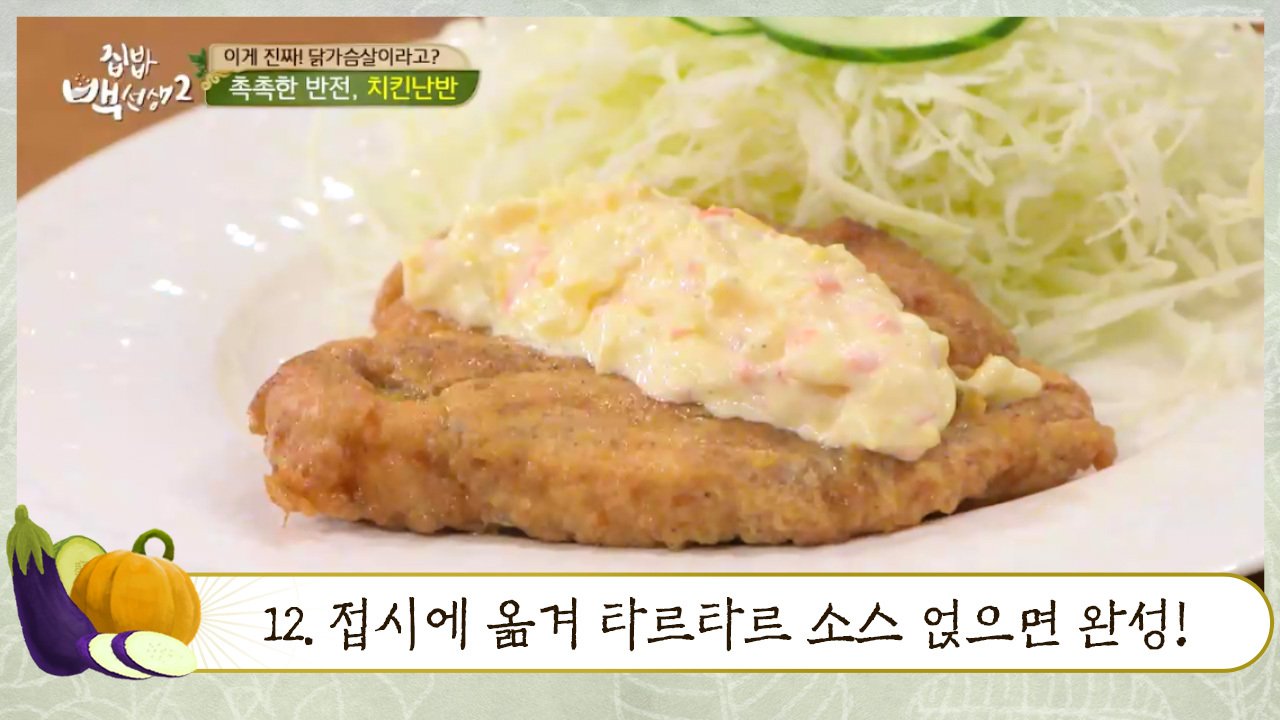 집밥
백선생2
이게 진짜! 닭가슴살이라고?
촉촉한 반전, 치킨난반
12. 접시에 옮겨 타르타르 소스 얹으면 완성!